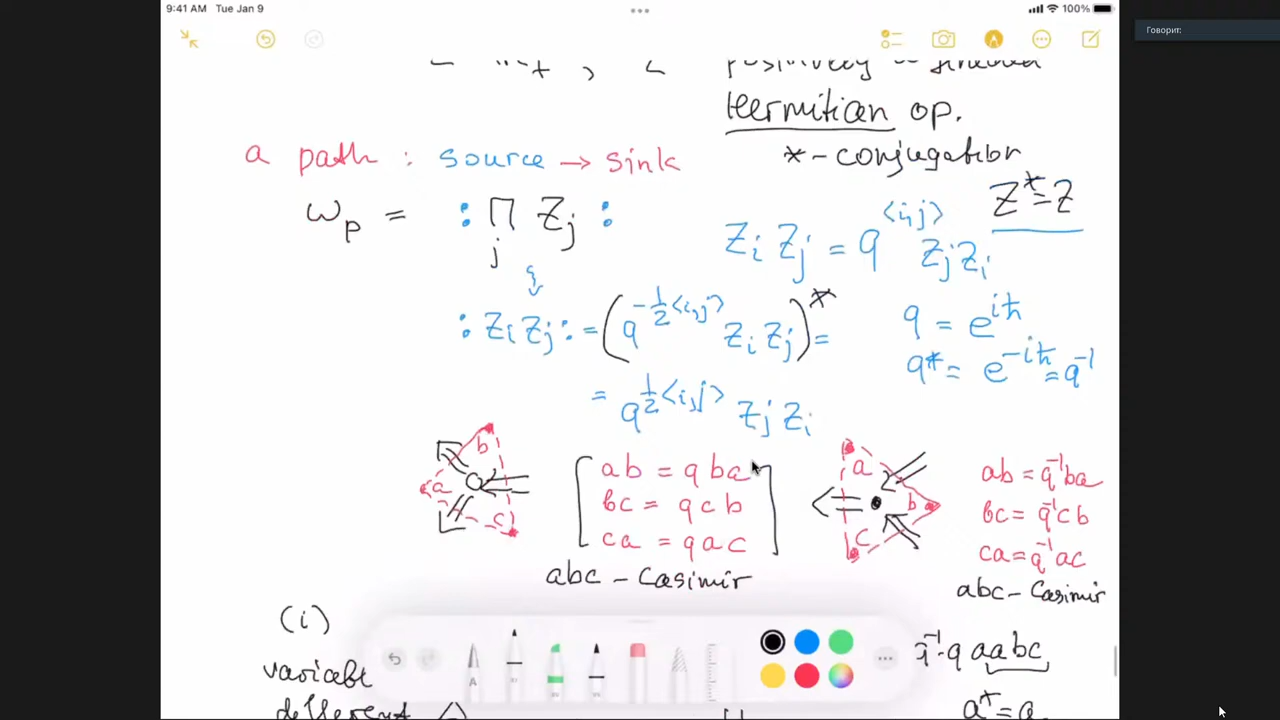 9:41 AM Tue Jan 9
100%
Говорит:
Hermitian op.
*-conjugation
a path : source → sink
Z* = Z
ω_p = : ∏_j Z_j :
Z_i Z_j = q^{<i,j>} Z_j Z_i
: Z_i Z_j : = (q^{-1/2 <i,j>} Z_i Z_j)* =
q = e^{iħ}
q* = e^{-iħ} = q^{-1}
= q^{1/2 <i,j>} Z_j Z_i
b
a
c
ab = q ba
bc = q cb
ca = q ac
abc - Casimir
a
b
c
ab = q^{-1} ba
bc = q^{-1} cb
ca = q^{-1} ac
abc - Casimir
(i)
q^{-1}·q aabc
a* = a